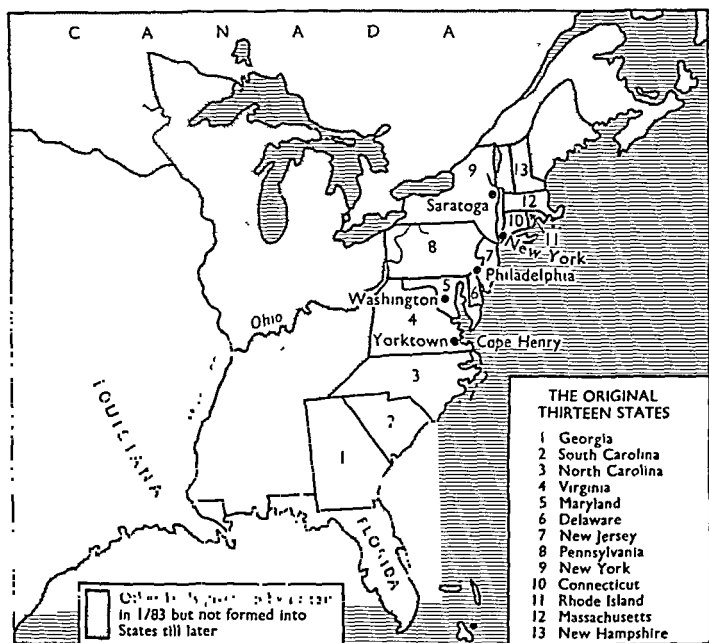 C A N A D A
9
13
12
Saratoga
10
11
New York
8
7
Philadelphia
5
6
Washington
4
Ohio
Yorktown
Cape Henry
3
LOUISIANA
2
1
FLORIDA
THE ORIGINAL
THIRTEEN STATES
1 Georgia
2 South Carolina
3 North Carolina
4 Virginia
5 Maryland
6 Delaware
7 New Jersey
8 Pennsylvania
9 New York
10 Connecticut
11 Rhode Island
12 Massachusetts
13 New Hampshire
in 1783 but not formed into
States till later